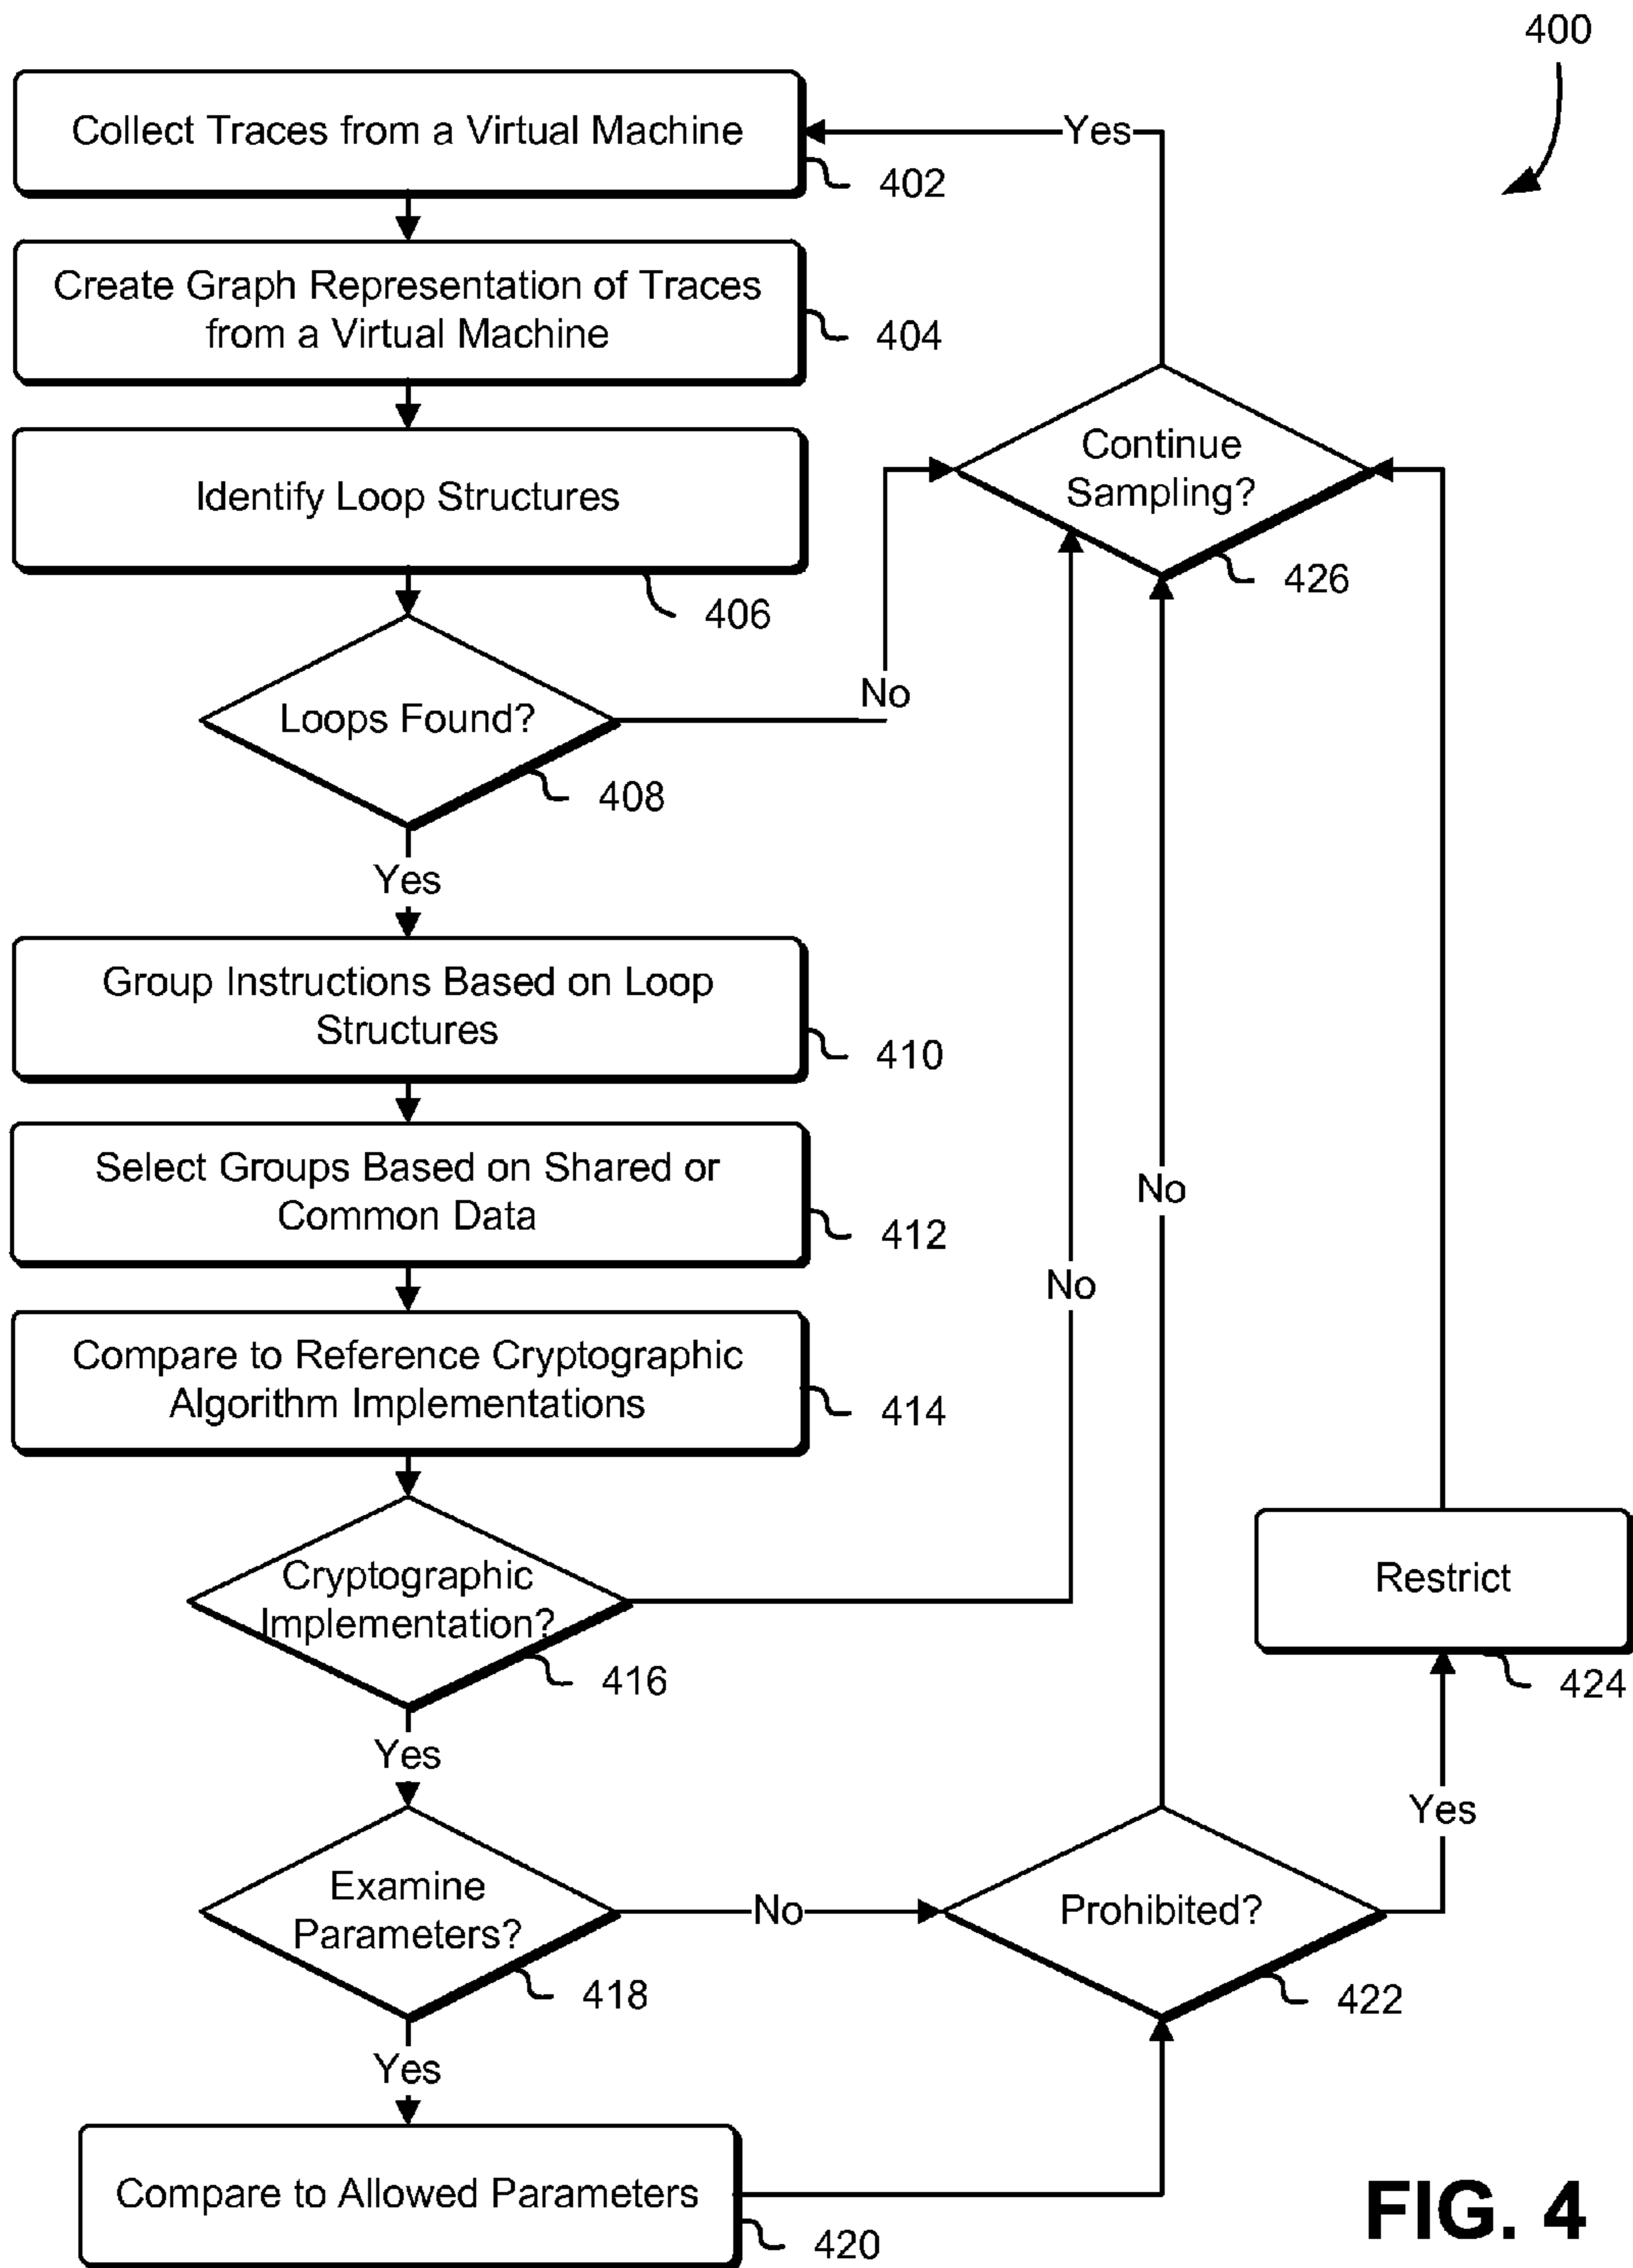 400
Collect Traces from a Virtual Machine
402
Yes
Create Graph Representation of Traces
from a Virtual Machine
404
Identify Loop Structures
406
Continue
Sampling?
426
Loops Found?
408
No
Yes
Group Instructions Based on Loop
Structures
410
Select Groups Based on Shared or
Common Data
412
No
No
Compare to Reference Cryptographic
Algorithm Implementations
414
Cryptographic
Implementation?
416
Restrict
424
Yes
Yes
Examine
Parameters?
418
No
Prohibited?
422
Yes
Compare to Allowed Parameters
420
FIG. 4